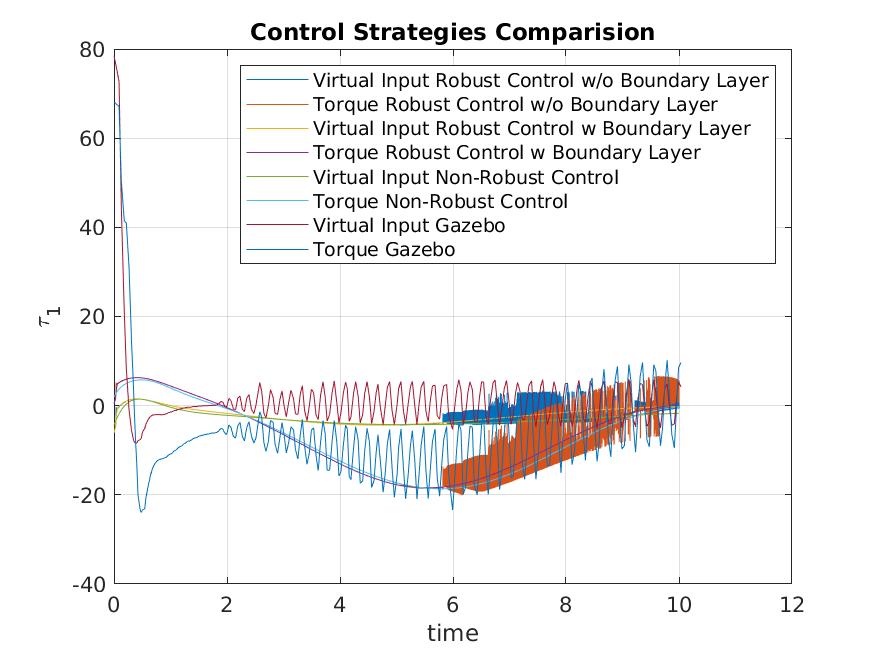 Control Strategies Comparision
80
60
40
20
0
-20
-40
τ1
Virtual Input Robust Control w/o Boundary Layer
Torque Robust Control w/o Boundary Layer
Virtual Input Robust Control w Boundary Layer
Torque Robust Control w Boundary Layer
Virtual Input Non-Robust Control
Torque Non-Robust Control
Virtual Input Gazebo
Torque Gazebo
0 2 4 6 8 10 12
time